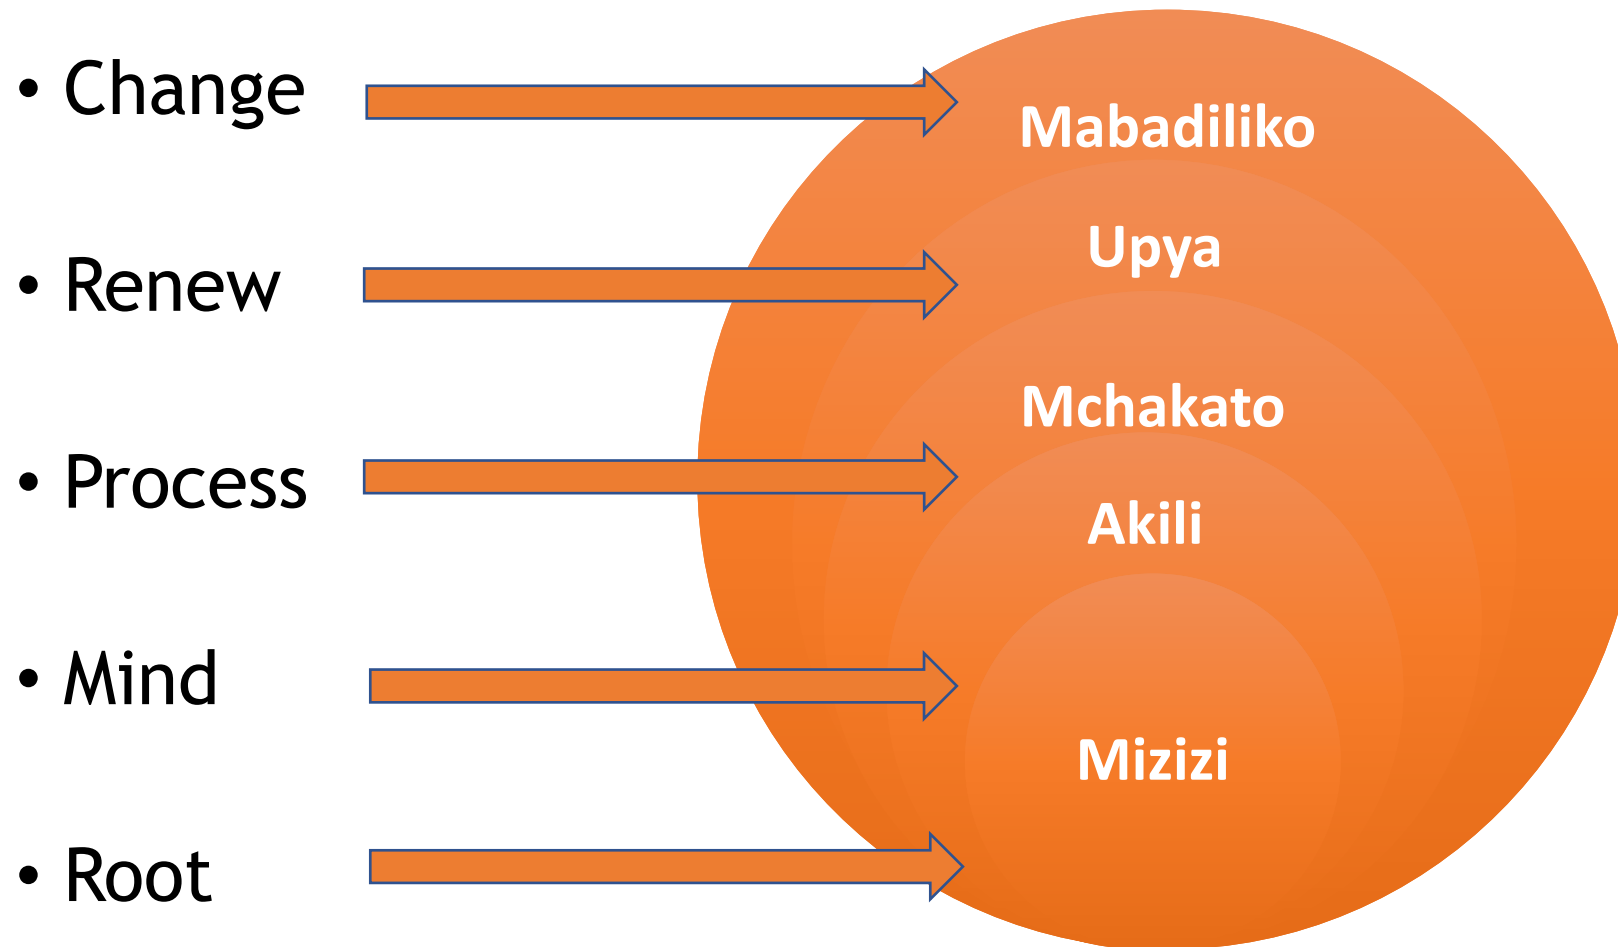 • Change
Mabadiliko
• Renew
Upya
• Process
Mchakato
• Mind
Akili
• Root
Mizizi